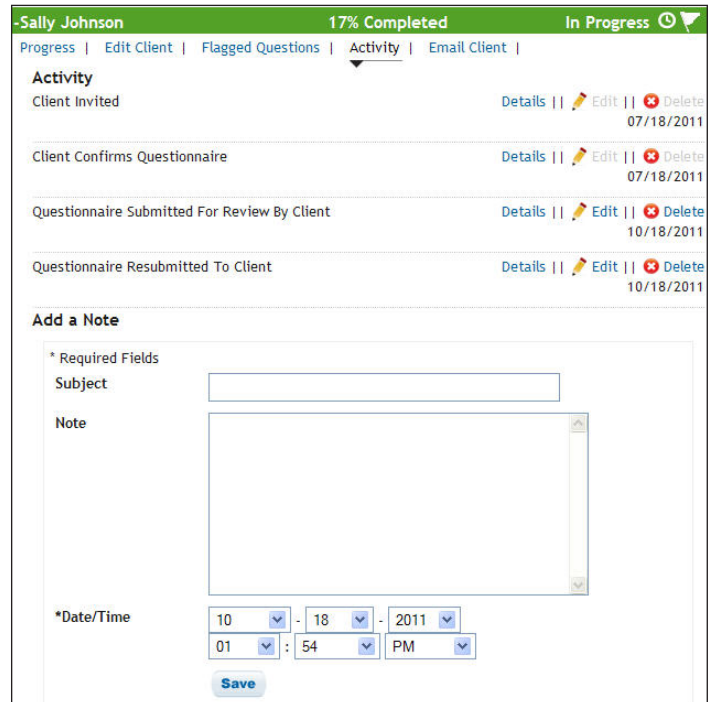 -Sally Johnson 17% Completed In Progress
Progress | Edit Client | Flagged Questions | Activity | Email Client |
Activity
Client Invited Details || Edit || Delete
07/18/2011
Client Confirms Questionnaire Details || Edit || Delete
07/18/2011
Questionnaire Submitted For Review By Client Details || Edit || Delete
10/18/2011
Questionnaire Resubmitted To Client Details || Edit || Delete
10/18/2011
Add a Note
* Required Fields
Subject
Note
*Date/Time 10 - 18 - 2011
01 : 54 PM
Save